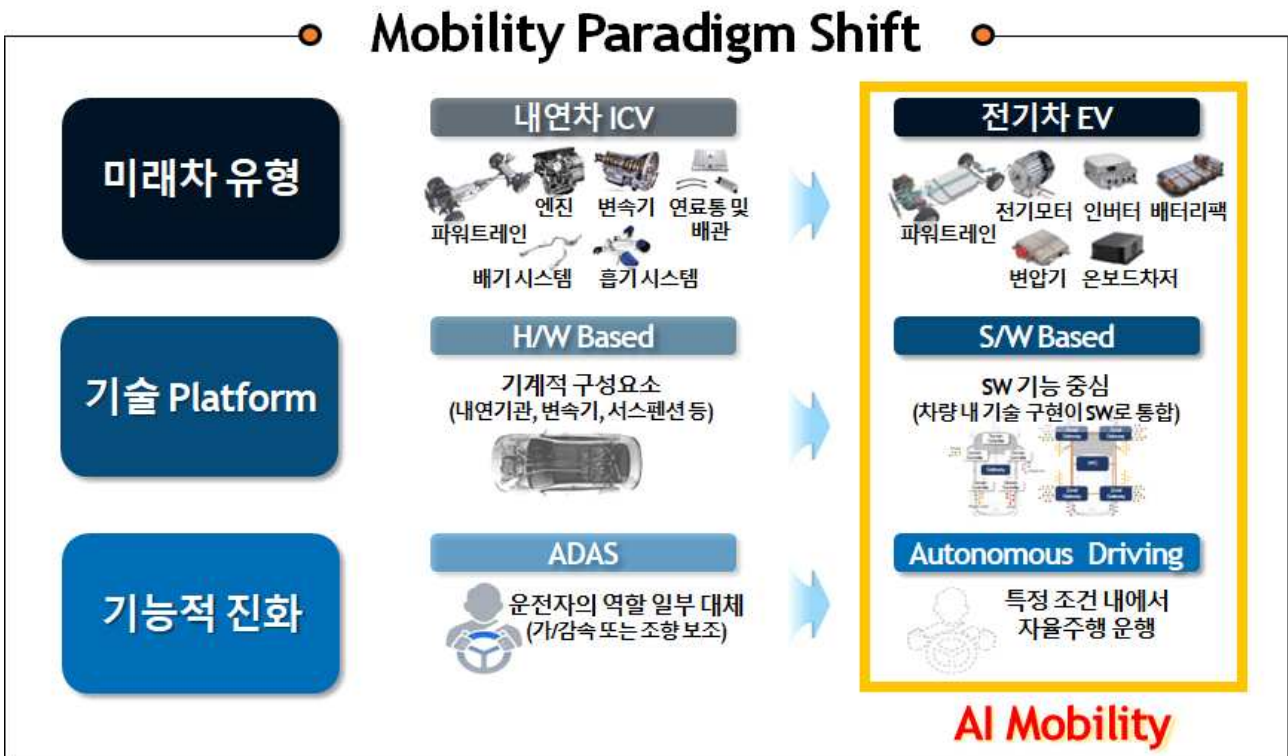 Mobility Paradigm Shift
미래차 유형
내연차 ICV
엔진
변속기
연료통 및
배관
파워트레인
배기 시스템
흡기 시스템
전기차 EV
전기모터
인버터
배터리팩
파워트레인
변압기
온보드차저
기술 Platform
H/W Based
기계적 구성요소
(내연기관, 변속기, 서스펜션 등)
S/W Based
SW 기능 중심
(차량 내 기술 구현이 SW로 통합)
기능적 진화
ADAS
운전자의 역할 일부 대체
(가/감속 또는 조향 보조)
Autonomous Driving
특정 조건 내에서
자율주행 운행
AI Mobility